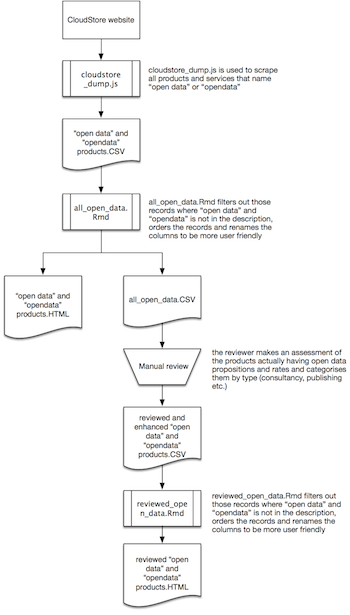 CloudStore website
cloudstore
_dump.js
cloudstore_dump.js is used to scrape
all products and services that name
"open data" or "opendata"
"open data" and
"opendata"
products.CSV
all_open_data.
Rmd
all_open_data.Rmd filters out those
records where "open data" and
"opendata" is not in the description,
orders the records and renames the
columns to be more user friendly
"open data" and
"opendata"
products.HTML
all_open_data.CSV
Manual review
the reviewer makes an assessment of
the products actually having open data
propositions and rates and categorises
them by type (consultancy, publishing
etc.)
reviewed and
enhanced "open
data" and
"opendata"
products.CSV
reviewed_ope
n_data.Rmd
reviewed_open_data.Rmd filters out
those records where "open data" and
"opendata" is not in the description,
orders the records and renames the
columns to be more user friendly
reviewed "open
data" and
"opendata"
products.HTML